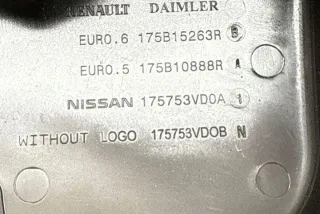 RENAULT DAIMLER
EURO.6 175B15263R B
EURO.5 175B10888R A
NISSAN 175753VD0A 1
WITHOUT LOGO 175753VD0B N